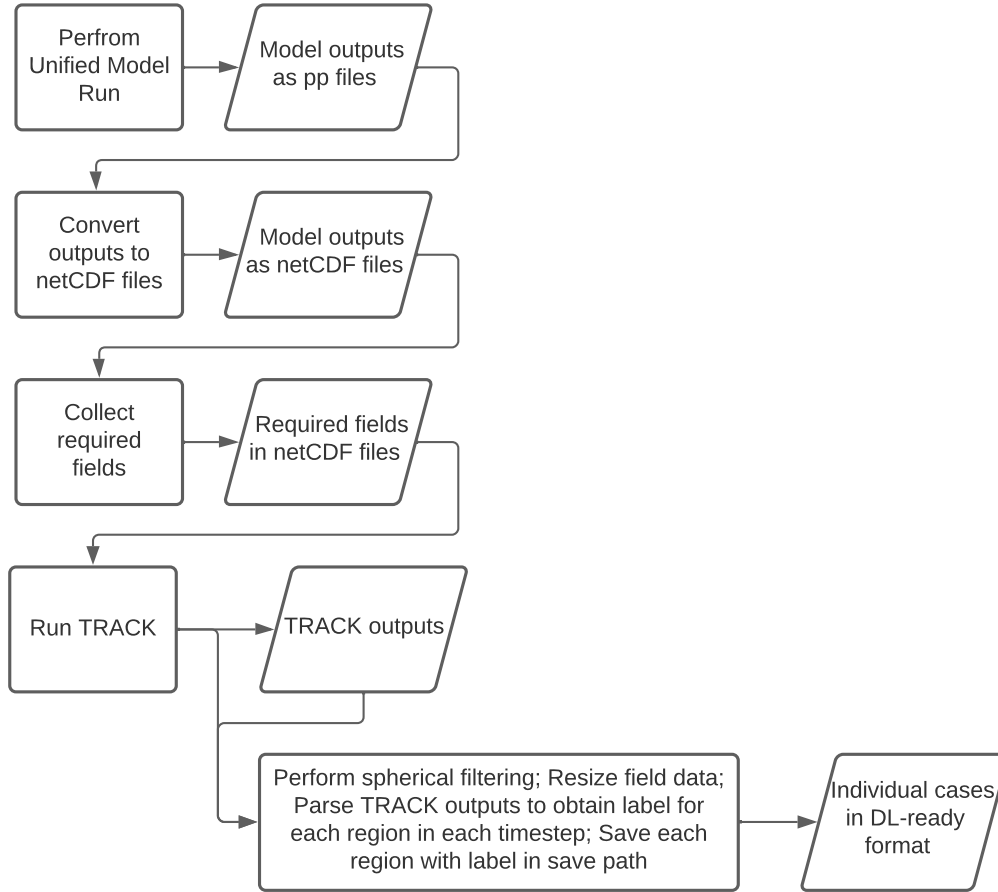 Perfrom
Unified Model
Run
Model outputs
as pp files
Convert
outputs to
netCDF files
Model outputs
as netCDF files
Collect
required
fields
Required fields
in netCDF files
Run TRACK
TRACK outputs
Perform spherical filtering; Resize field data;
Parse TRACK outputs to obtain label for
each region in each timestep; Save each
region with label in save path
Individual cases
in DL-ready
format